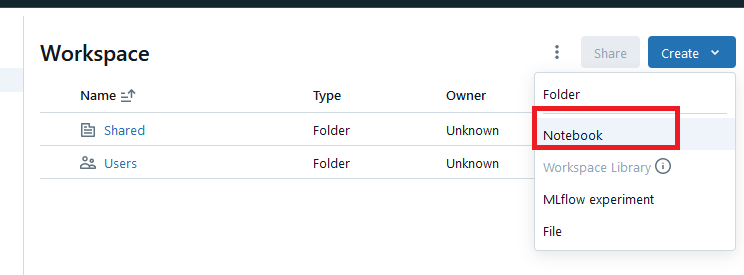 Workspace
Share
Create
Folder
Name Type Owner
Notebook
Shared Folder Unknown
Users Folder Unknown
Workspace Library
MLflow experiment
File